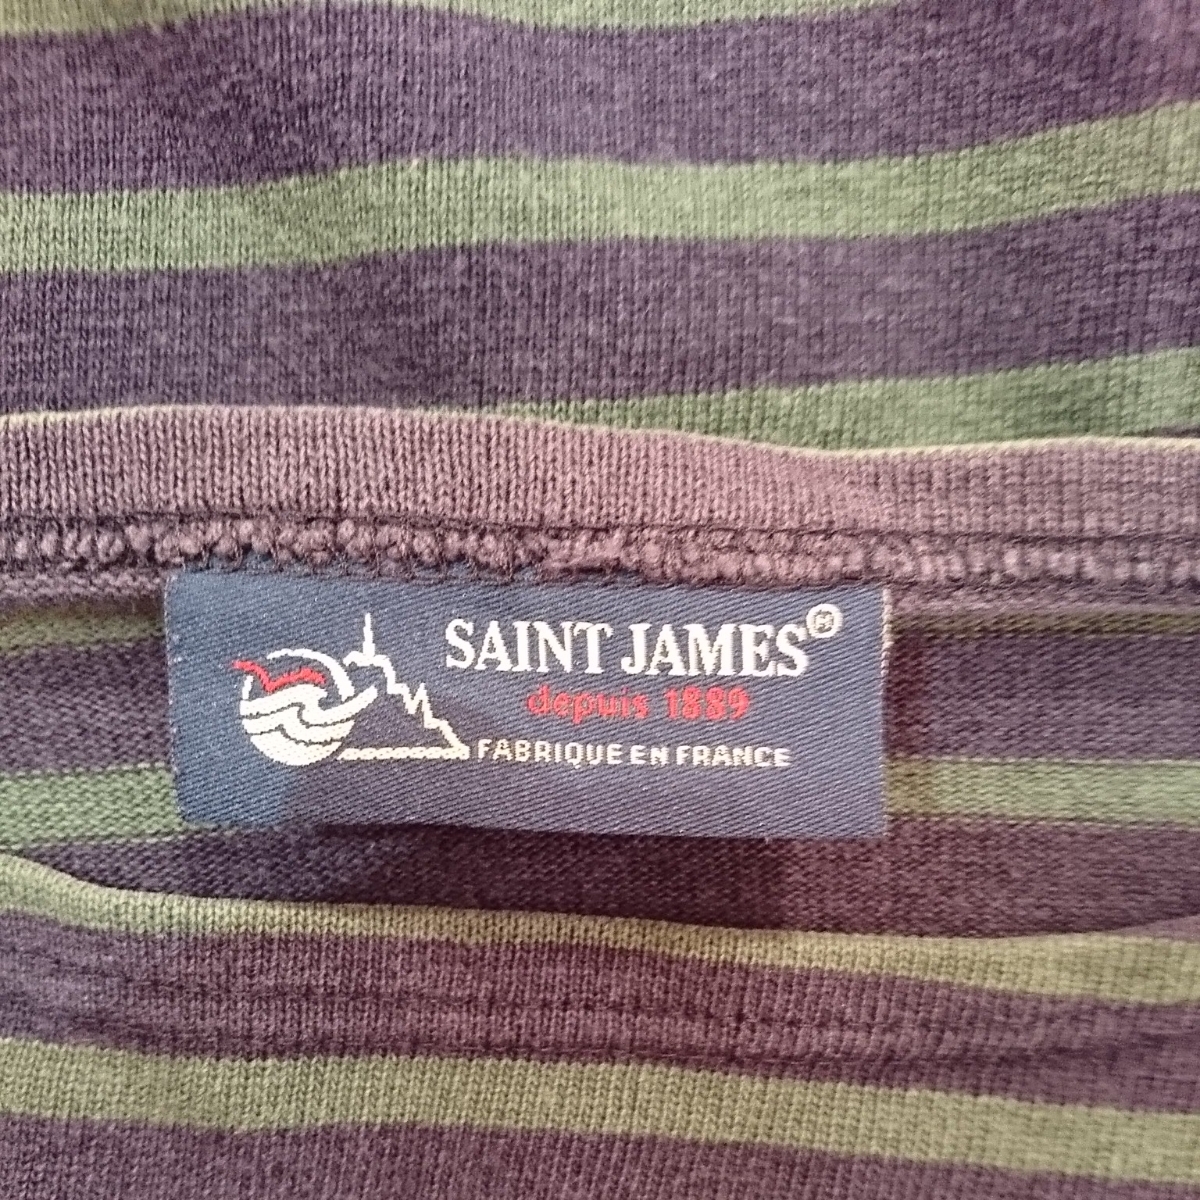 SAINT JAMES®
depuis 1889
FABRIQUE EN FRANCE